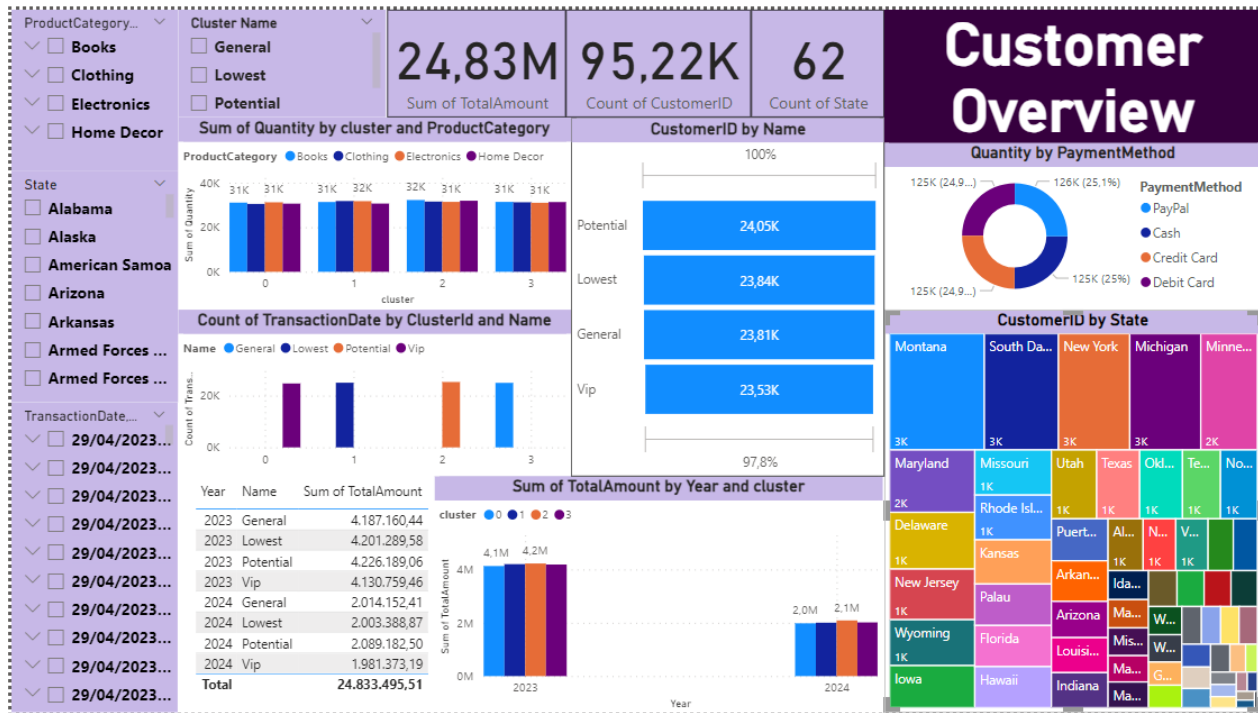 ProductCategory...
Books
Clothing
Electronics
Home Decor
State
Alabama
Alaska
American Samoa
Arizona
Arkansas
Armed Forces ...
Armed Forces ...
TransactionDate,...
29/04/2023...
29/04/2023...
29/04/2023...
29/04/2023...
29/04/2023...
29/04/2023...
29/04/2023...
29/04/2023...
29/04/2023...
29/04/2023...
Cluster Name
General
Lowest
Potential
24,83M
Sum of TotalAmount
95,22K
Count of CustomerID
62
Count of State
Customer
Overview
Sum of Quantity by cluster and ProductCategory
ProductCategory Books Clothing Electronics Home Decor
Sum of Quantity
40K
20K
0K
31K 31K 31K 32K 32K 31K 31K 31K
0 1 2 3
cluster
Count of TransactionDate by ClusterId and Name
Name General Lowest Potential Vip
Count of Trans...
20K
0K
0 1 2 3
CustomerID by Name
100%
Potential 24,05K
Lowest 23,84K
General 23,81K
Vip 23,53K
97,8%
Quantity by PaymentMethod
125K (24,9...)
126K (25,1%)
125K (24,9...)
125K (25%)
PaymentMethod
PayPal
Cash
Credit Card
Debit Card
Year Name Sum of TotalAmount
2023 General 4.187.160,44
2023 Lowest 4.201.289,58
2023 Potential 4.226.189,06
2023 Vip 4.130.759,46
2024 General 2.014.152,41
2024 Lowest 2.003.388,87
2024 Potential 2.089.182,50
2024 Vip 1.981.373,19
Total 24.833.495,51
Sum of TotalAmount by Year and cluster
cluster 0 1 2 3
Sum of TotalAmount
4M
2M
0M
4,1M 4,2M
2,0M 2,1M
2023 2024
Year
CustomerID by State
Montana
3K
South Da...
3K
New York
3K
Michigan
3K
Minne...
2K
Maryland
2K
Delaware
1K
New Jersey
1K
Wyoming
1K
Iowa
Missouri
1K
Rhode Isl...
1K
Kansas
Palau
Florida
Hawaii
Utah
1K
Texas
1K
Okl...
1K
Te...
1K
No...
1K
Puert...
Arkan...
Arizona
Louisi...
Indiana
Al...
1K
N...
1K
V...
1K
Ida...
Ma...
Mis...
Ma...
Ma...
W...
W...
G...